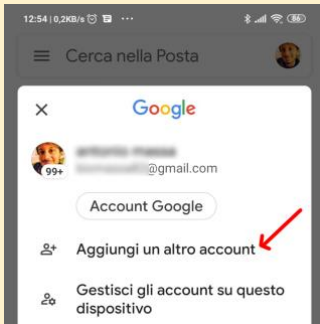 12:54 | 0,2KB/s ... 86
Cerca nella Posta
× Google
99+
@gmail.com
Account Google
Aggiungi un altro account
Gestisci gli account su questo
dispositivo